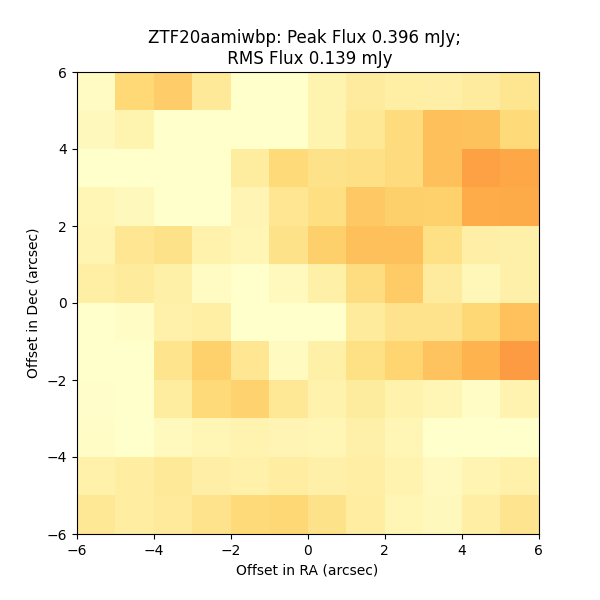 ZTF20aamiwbp: Peak Flux 0.396 mJy;
RMS Flux 0.139 mJy
6
4
2
0
−2
−4
−6
Offset in Dec (arcsec)
−6 −4 −2 0 2 4 6
Offset in RA (arcsec)